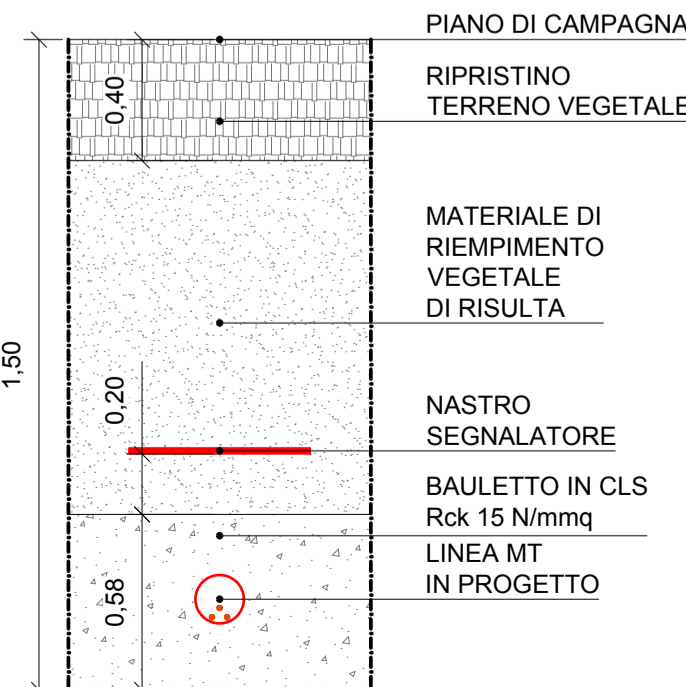 PIANO DI CAMPAGNA
RIPRISTINO
TERRENO VEGETALE
0,40
MATERIALE DI
RIEMPIMENTO
VEGETALE
DI RISULTA
1,50
0,20
NASTRO
SEGNALATORE
BAULETTO IN CLS
Rck 15 N/mmq
LINEA MT
IN PROGETTO
0,58